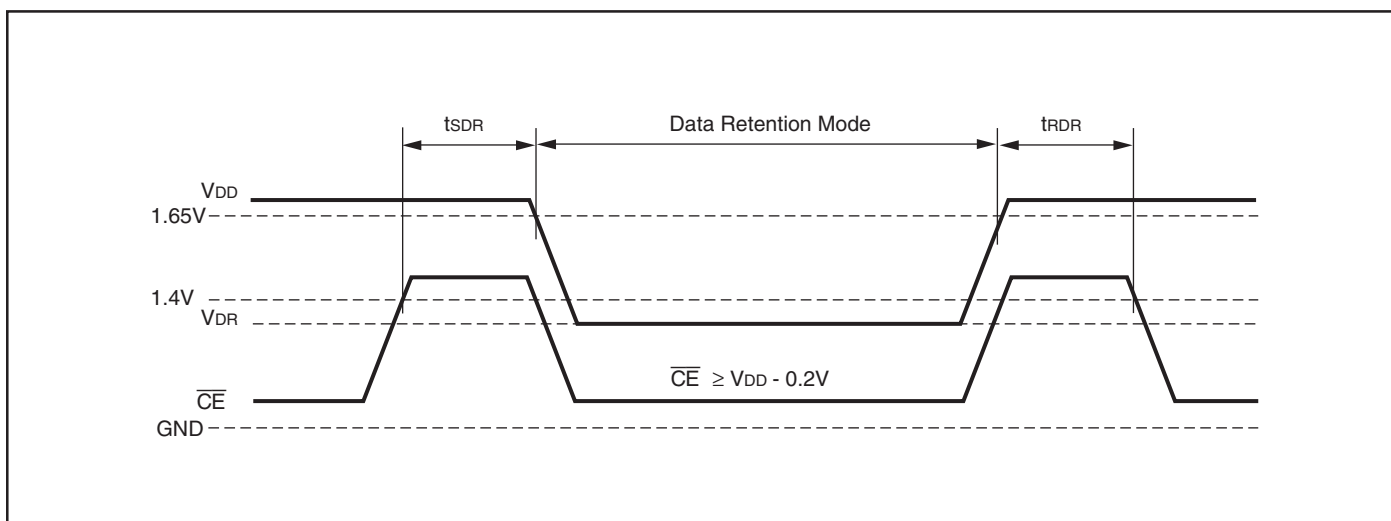 tSDR Data Retention Mode tRDR
VDD
1.65V
1.4V
VDR
CE ≥ VDD - 0.2V
CE
GND